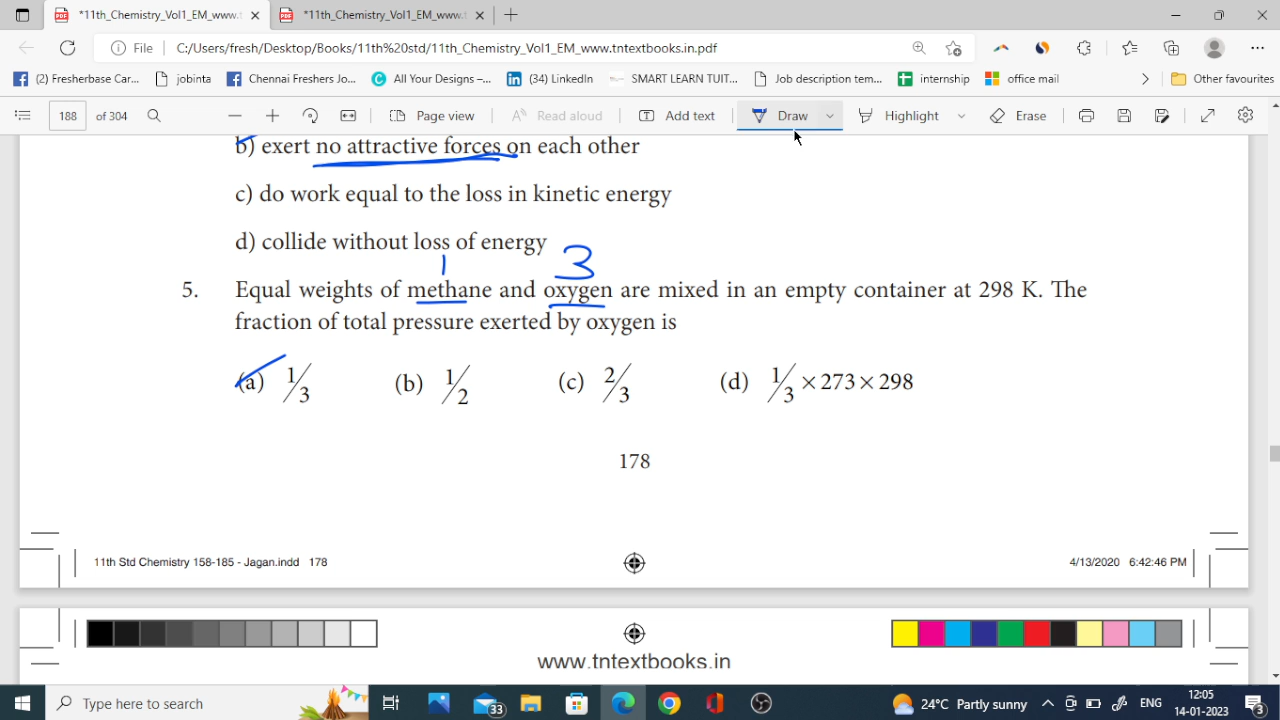 *11th_Chemistry_Vol1_EM_www.t
*11th_Chemistry_Vol1_EM_www.t
File C:/Users/fresh/Desktop/Books/11th%20std/11th_Chemistry_Vol1_EM_www.tntextbooks.in.pdf
(2) Fresherbase Car... jobinta Chennai Freshers Jo... All Your Designs –... (34) LinkedIn SMART LEARN TUIT... Job description tem... internship office mail Other favourites
188 of 304 Page view Read aloud Add text Draw Highlight Erase
b) exert no attractive forces on each other
c) do work equal to the loss in kinetic energy
d) collide without loss of energy
1 3
5. Equal weights of methane and oxygen are mixed in an empty container at 298 K. The
fraction of total pressure exerted by oxygen is
(a) 1/3 (b) 1/2 (c) 2/3 (d) 1/3 × 273 × 298
178
11th Std Chemistry 158-185 - Jagan.indd 178 4/13/2020 6:42:46 PM
www.tntextbooks.in
Type here to search 33 24°C Partly sunny ENG 12:05
14-01-2023 3